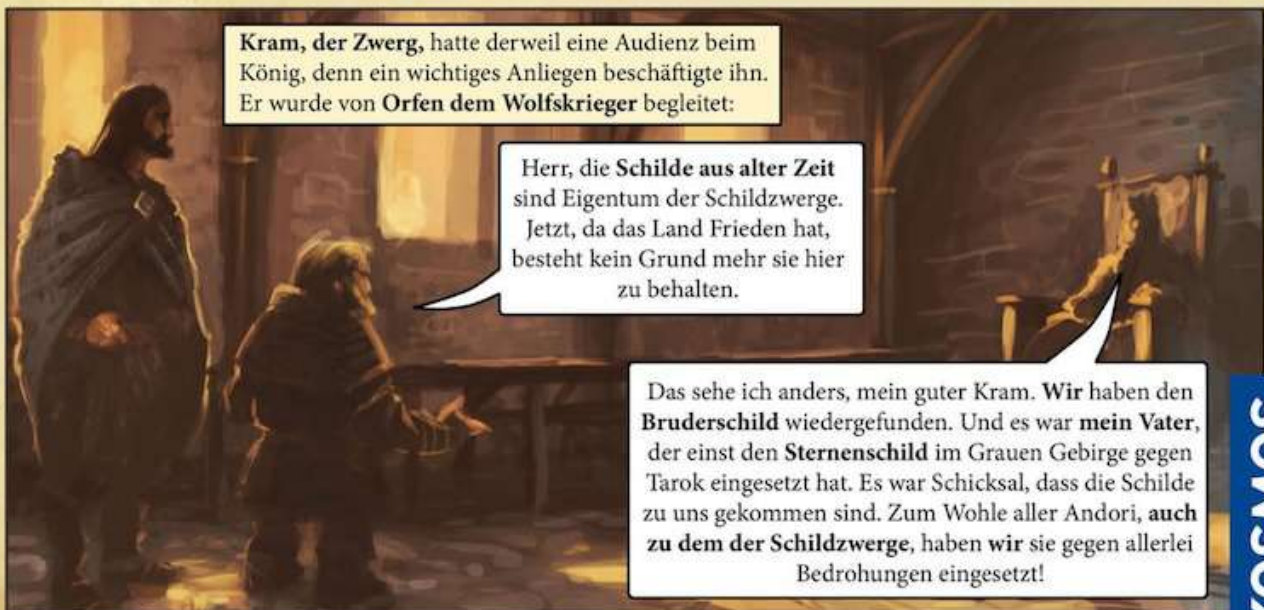 Kram, der Zwerg, hatte derweil eine Audienz beim
König, denn ein wichtiges Anliegen beschäftigte ihn.
Er wurde von Orfen dem Wolfskrieger begleitet:
Herr, die Schilde aus alter Zeit
sind Eigentum der Schildzwerge.
Jetzt, da das Land Frieden hat,
besteht kein Grund mehr sie hier
zu behalten.
Das sehe ich anders, mein guter Kram. Wir haben den
Bruderschild wiedergefunden. Und es war mein Vater,
der einst den Sternenschild im Grauen Gebirge gegen
Tarok eingesetzt hat. Es war Schicksal, dass die Schilde
zu uns gekommen sind. Zum Wohle aller Andori, auch
zu dem der Schildzwerge, haben wir sie gegen allerlei
Bedrohungen eingesetzt!
KOSMOS